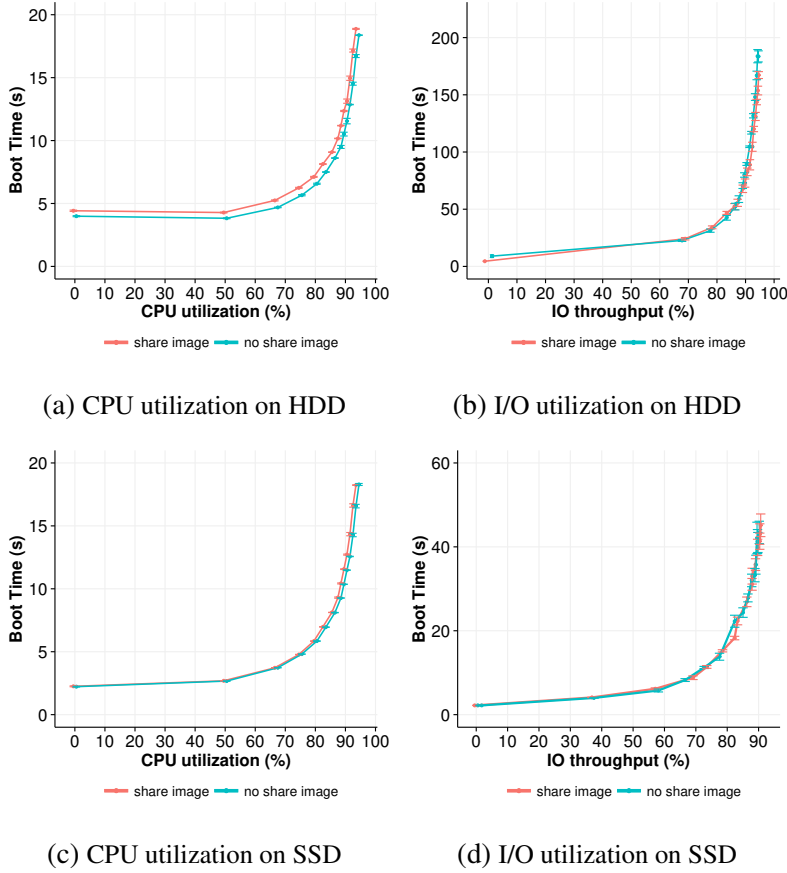 20
15
10
5
0
Boot Time (s)
0 10 20 30 40 50 60 70 80 90 100
CPU utilization (%)
share image no share image
(a) CPU utilization on HDD
200
150
100
50
0
Boot Time (s)
0 10 20 30 40 50 60 70 80 90 100
IO throughput (%)
share image no share image
(b) I/O utilization on HDD
20
15
10
5
0
Boot Time (s)
0 10 20 30 40 50 60 70 80 90 100
CPU utilization (%)
share image no share image
(c) CPU utilization on SSD
60
40
20
0
Boot Time (s)
0 10 20 30 40 50 60 70 80 90
IO throughput (%)
share image no share image
(d) I/O utilization on SSD